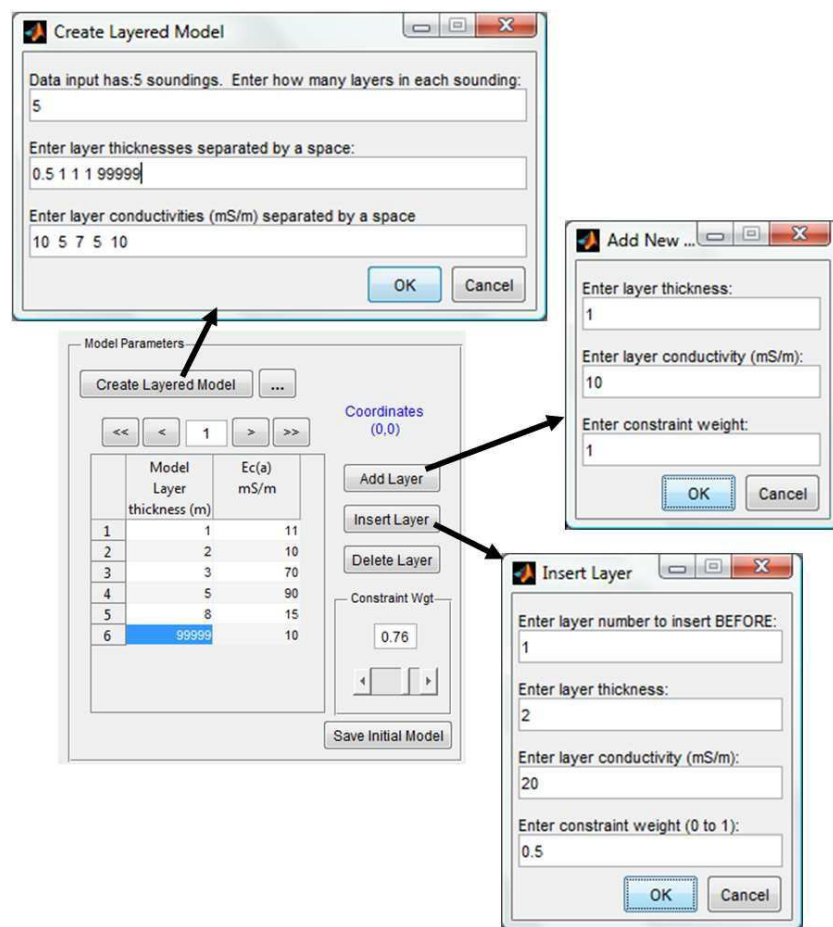 Create Layered Model
Data input has:5 soundings.  Enter how many layers in each sounding:
5
Enter layer thicknesses separated by a space:
0.5 1 1 1 99999
Enter layer conductivities (mS/m) separated by a space
10  5  7  5  10
OK Cancel
Add New ...
Enter layer thickness:
1
Enter layer conductivity (mS/m):
10
Enter constraint weight:
1
OK Cancel
Model Parameters
Create Layered Model ...
<< < 1 > >>
Coordinates
(0,0)
Model
Layer
thickness (m)
Ec(a)
mS/m
1 1 11
2 2 10
3 3 70
4 5 90
5 8 15
6 99999 10
Add Layer
Insert Layer
Delete Layer
Constraint Wgt
0.76
Save Initial Model
Insert Layer
Enter layer number to insert BEFORE:
1
Enter layer thickness:
2
Enter layer conductivity (mS/m):
20
Enter constraint weight (0 to 1):
0.5
OK Cancel